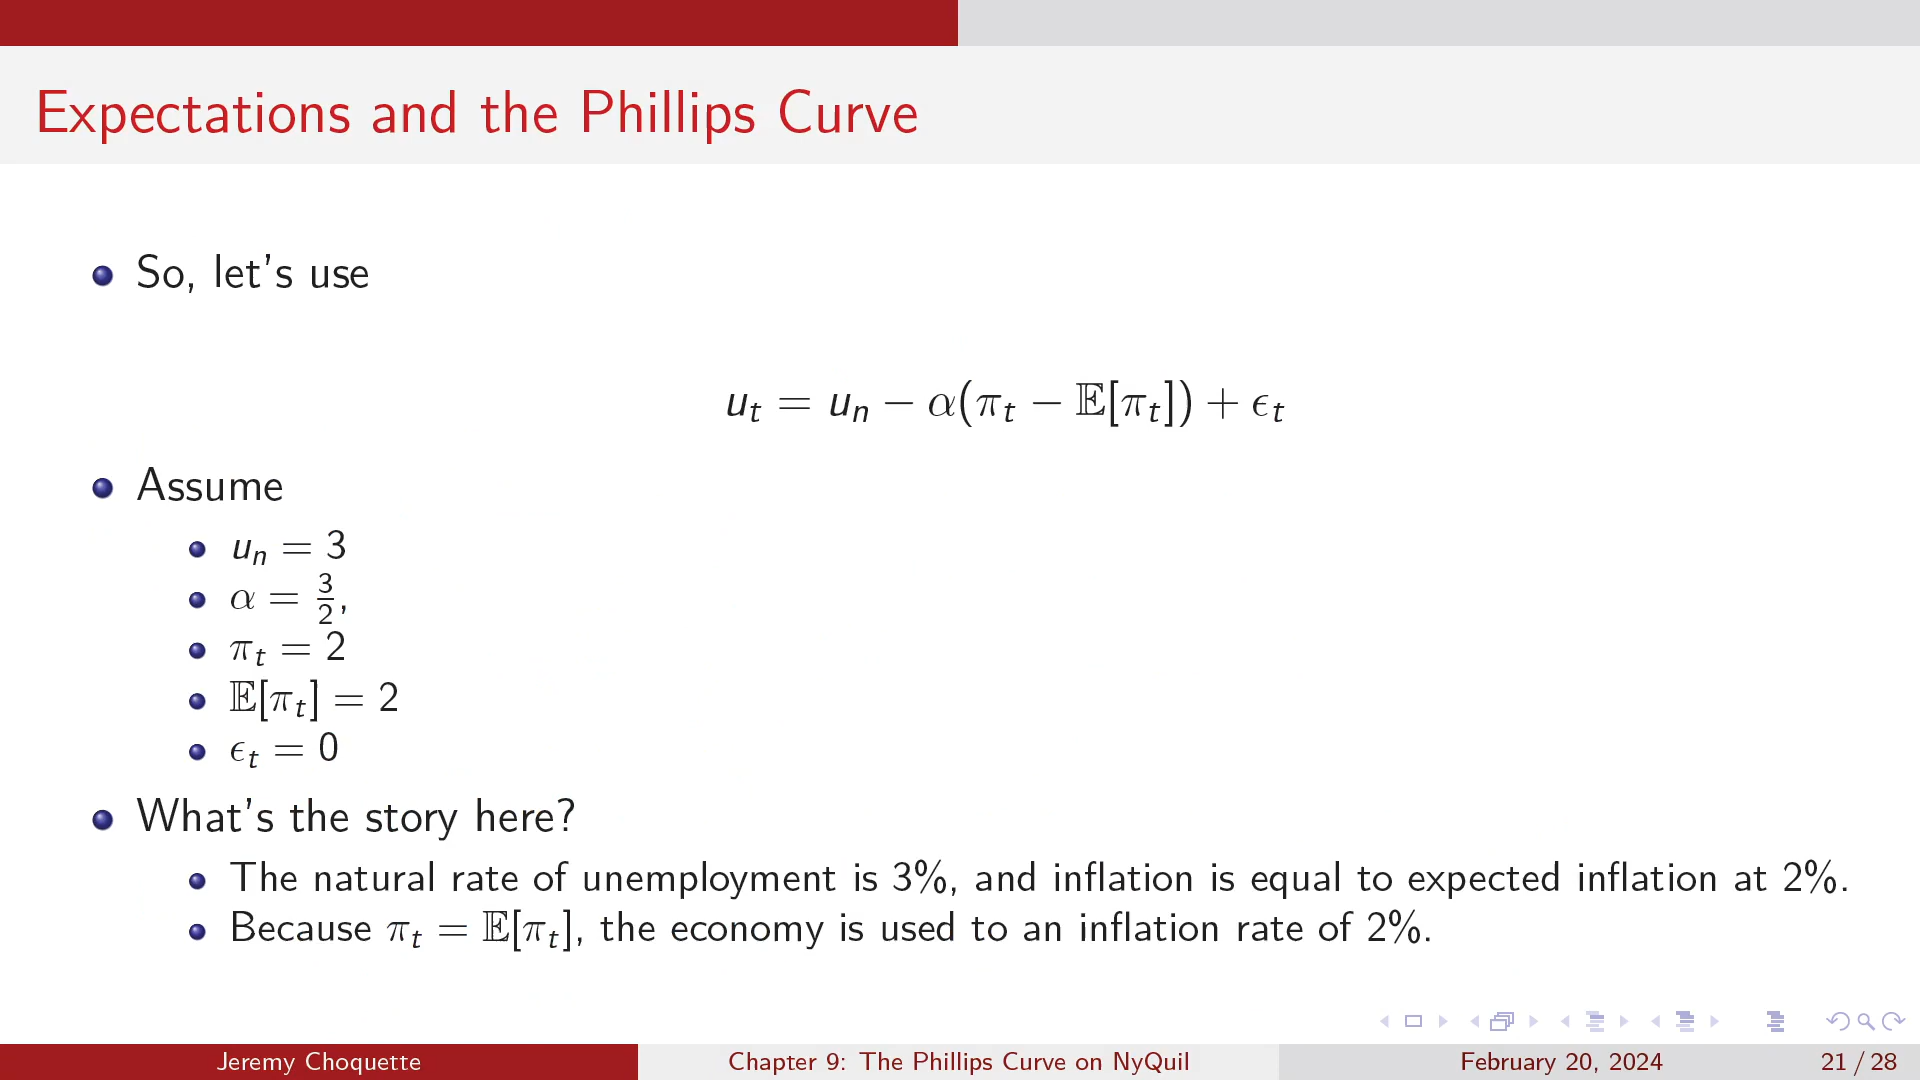 Expectations and the Phillips Curve
So, let's use
u_t = u_n − α(π_t − 𝔼[π_t]) + ϵ_t
Assume
u_n = 3
α = 3/2,
π_t = 2
𝔼[π_t] = 2
ϵ_t = 0
What's the story here?
The natural rate of unemployment is 3%, and inflation is equal to expected inflation at 2%.
Because π_t = 𝔼[π_t], the economy is used to an inflation rate of 2%.
Jeremy Choquette Chapter 9: The Phillips Curve on NyQuil February 20, 2024 21 / 28